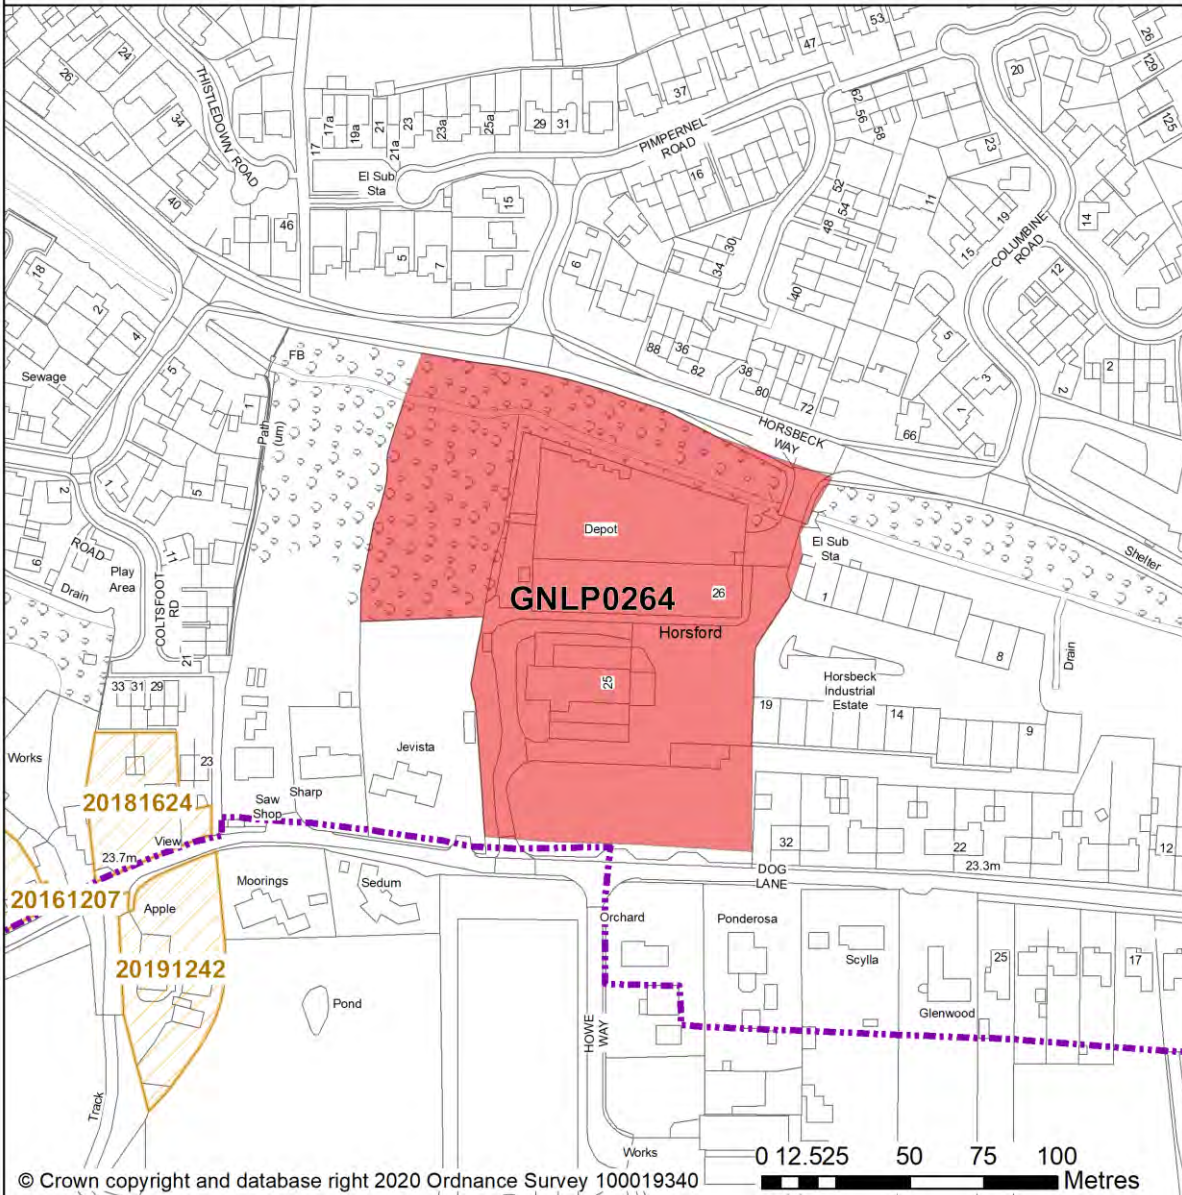 53
47
26
24
26
129
125
20
37
62
56
58
34
THISTLEDOWN ROAD
17
17a
19a
21
21a
23
23a
25a
29
31
PIMPERNEL
ROAD
16
23
El Sub
Sta
15
52
54
48
11
19
15
COLUMBINE
ROAD
14
12
40
46
5
7
6
30
34
40
18
2
4
88
36
82
38
80
72
5
3
1
66
2
2
Sewage
FB
5
1
Path
(um)
HORSBECK
WAY
2
1
5
11
6
ROAD
Play
Area
Drain
COLTSFOOT
RD
21
Depot
26
GNLP0264
Horsford
25
El Sub
Sta
1
8
Shelter
Drain
Horsbeck
Industrial
Estate
19
14
9
33
31
29
Works
23
Jevista
Sharp
Saw
Shop
20181624
View
23.7m
32
22
12
23.3m
DOG
LANE
20161207
Apple
Moorings
Sedum
Orchard
Ponderosa
Scylla
25
17
Glenwood
20191242
Pond
HOWE
WAY
Track
Works
0 12.525 50 75 100
Metres
© Crown copyright and database right 2020 Ordnance Survey 100019340